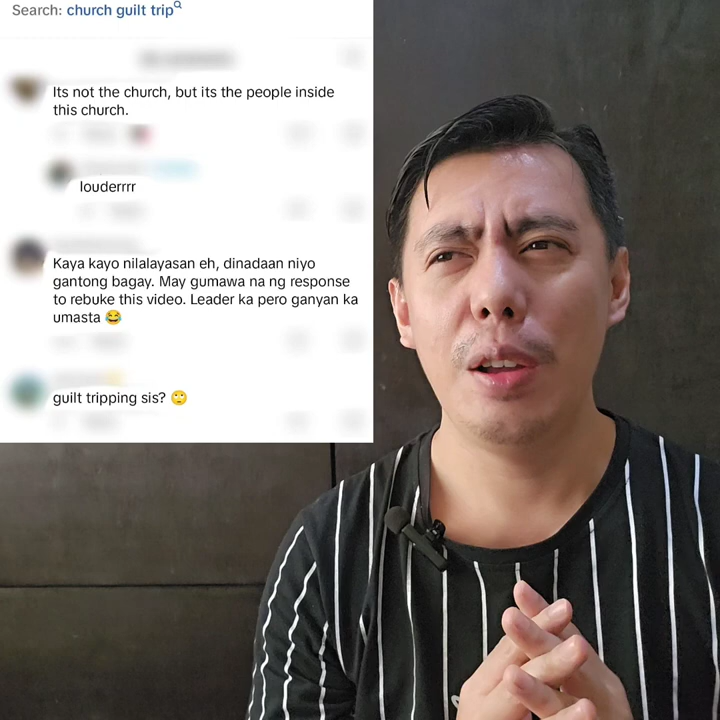 Search: church guilt trip
Its not the church, but its the people inside
this church.
louderrrr
Kaya kayo nilalayasan eh, dinadaan niyo
gantong bagay. May gumawa na ng response
to rebuke this video. Leader ka pero ganyan ka
umasta 😂
guilt tripping sis? 🙄